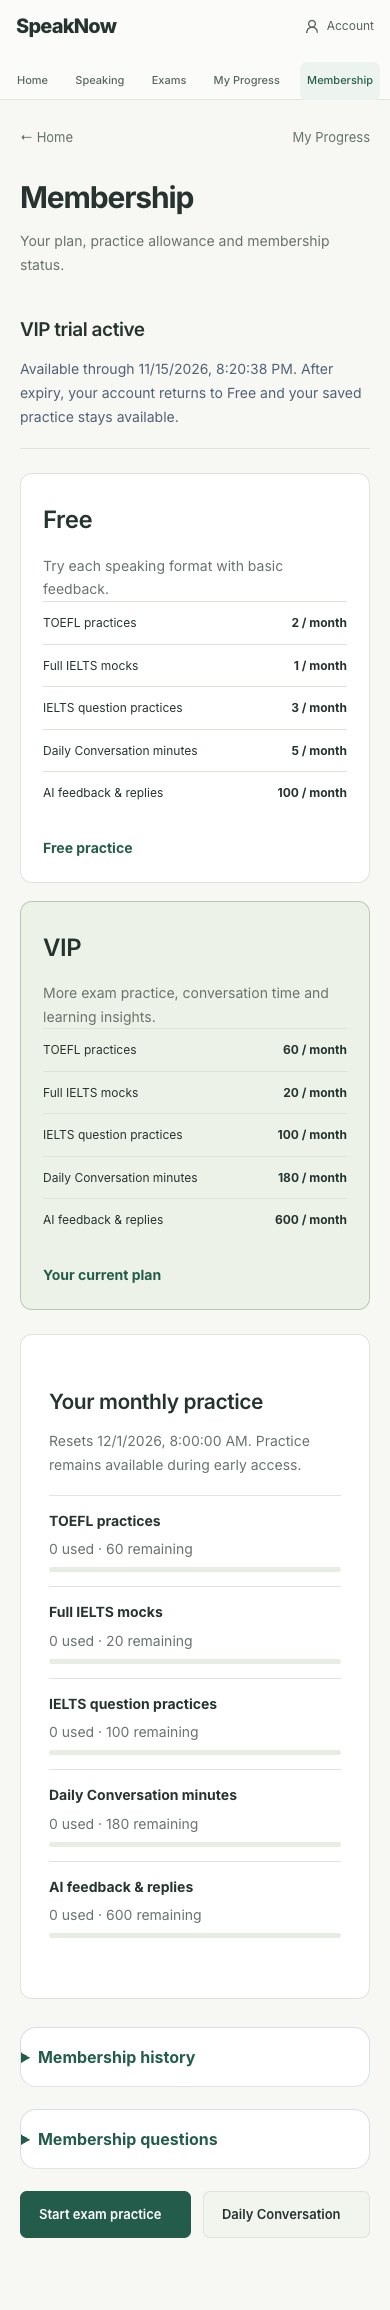 SpeakNow
Account
Home Speaking Exams My Progress Membership
← Home
My Progress
Membership
Your plan, practice allowance and membership
status.
VIP trial active
Available through 11/15/2026, 8:20:38 PM. After
expiry, your account returns to Free and your saved
practice stays available.
Free
Try each speaking format with basic
feedback.
TOEFL practices 2 / month
Full IELTS mocks 1 / month
IELTS question practices 3 / month
Daily Conversation minutes 5 / month
AI feedback & replies 100 / month
Free practice
VIP
More exam practice, conversation time and
learning insights.
TOEFL practices 60 / month
Full IELTS mocks 20 / month
IELTS question practices 100 / month
Daily Conversation minutes 180 / month
AI feedback & replies 600 / month
Your current plan
Your monthly practice
Resets 12/1/2026, 8:00:00 AM. Practice
remains available during early access.
TOEFL practices
0 used · 60 remaining
Full IELTS mocks
0 used · 20 remaining
IELTS question practices
0 used · 100 remaining
Daily Conversation minutes
0 used · 180 remaining
AI feedback & replies
0 used · 600 remaining
Membership history
Membership questions
Start exam practice
Daily Conversation